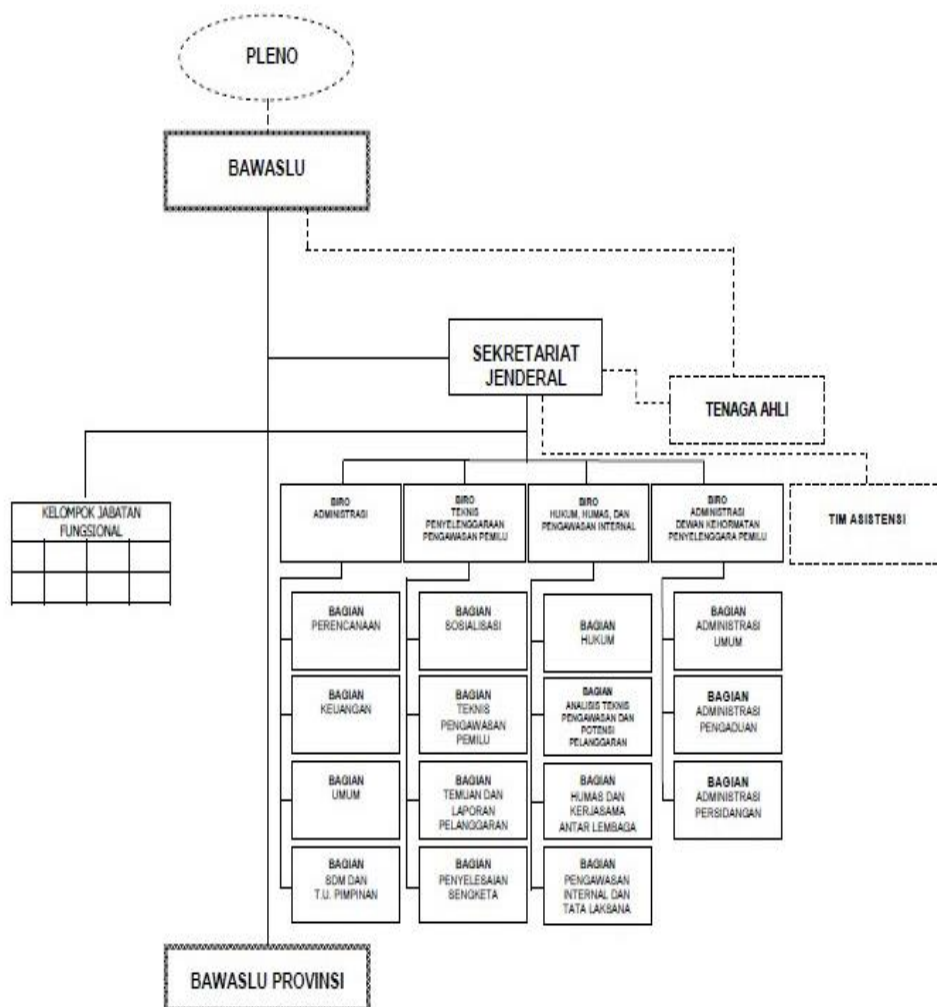 PLENO
BAWASLU
SEKRETARIAT
JENDERAL
TENAGA AHLI
KELOMPOK JABATAN
FUNGSIONAL
BIRO
ADMINISTRASI
BIRO
TEKNIS
PENYELENGGARAAN
PENGAWASAN PEMILU
BIRO
HUKUM, HUMAS, DAN
PENGAWASAN INTERNAL
BIRO
ADMINISTRASI
DEWAN KEHORMATAN
PENYELENGGARA PEMILU
TIM ASISTENSI
BAGIAN
PERENCANAAN
BAGIAN
KEUANGAN
BAGIAN
UMUM
BAGIAN
SDM DAN
T.U. PIMPINAN
BAGIAN
SOSIALISASI
BAGIAN
TEKNIS
PENGAWASAN
PEMILU
BAGIAN
TEMUAN DAN
LAPORAN
PELANGGARAN
BAGIAN
PENYELESAIAN
SENGKETA
BAGIAN
HUKUM
BAGIAN
ANALISIS TEKNIS
PENGAWASAN DAN
POTENSI
PELANGGARAN
BAGIAN
HUMAS DAN
KERJASAMA
ANTAR LEMBAGA
BAGIAN
PENGAWASAN
INTERNAL DAN
TATA LAKSANA
BAGIAN
ADMINISTRASI
UMUM
BAGIAN
ADMINISTRASI
PENGADUAN
BAGIAN
ADMINISTRASI
PERSIDANGAN
BAWASLU PROVINSI